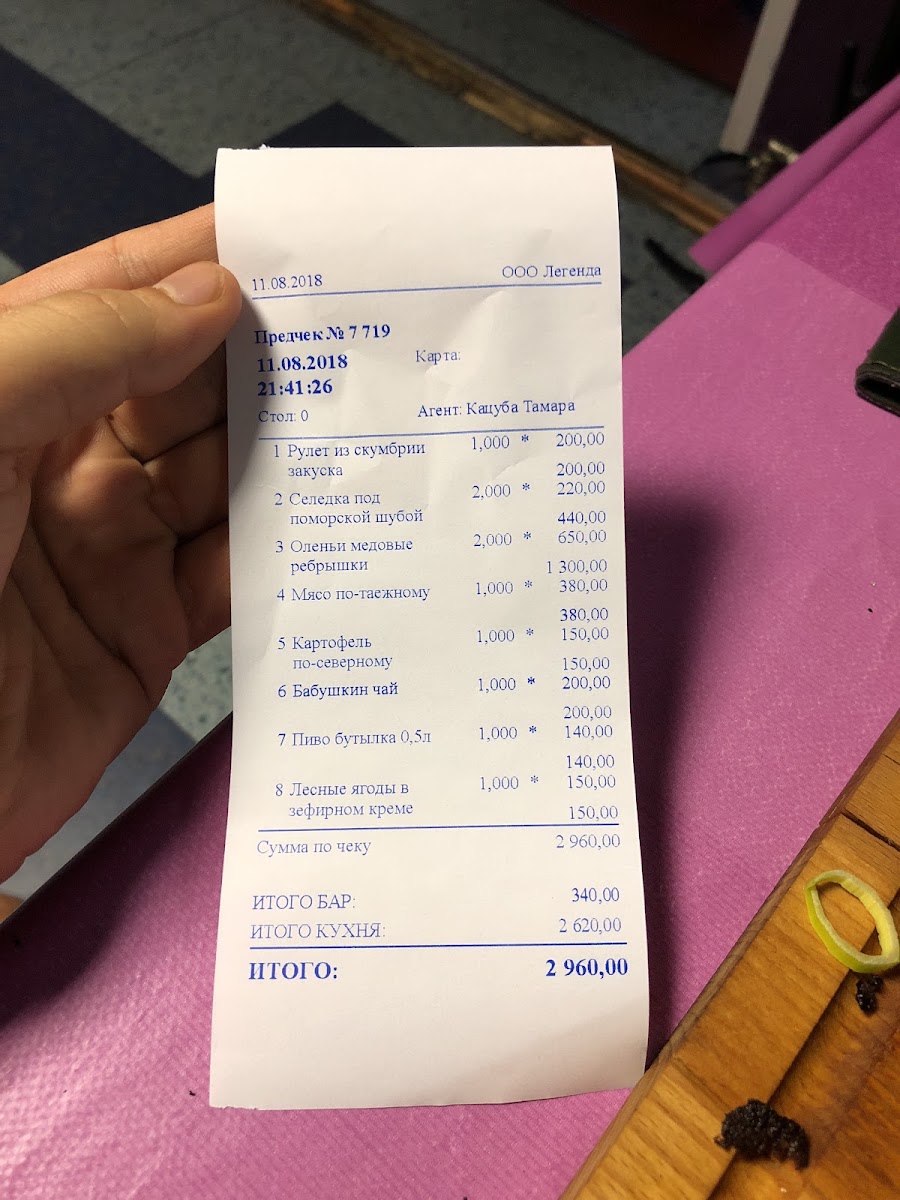 11.08.2018 ООО Легенда
Предчек № 7 719
11.08.2018 Карта:
21:41:26
Стол: 0 Агент: Кацуба Тамара
1 Рулет из скумбрии 1,000 * 200,00
закуска 200,00
2 Селедка под 2,000 * 220,00
поморской шубой 440,00
3 Оленьи медовые 2,000 * 650,00
ребрышки 1 300,00
4 Мясо по-таежному 1,000 * 380,00
380,00
5 Картофель 1,000 * 150,00
по-северному 150,00
6 Бабушкин чай 1,000 * 200,00
200,00
7 Пиво бутылка 0,5л 1,000 * 140,00
140,00
8 Лесные ягоды в 1,000 * 150,00
зефирном креме 150,00
Сумма по чеку 2 960,00
ИТОГО БАР: 340,00
ИТОГО КУХНЯ: 2 620,00
ИТОГО: 2 960,00